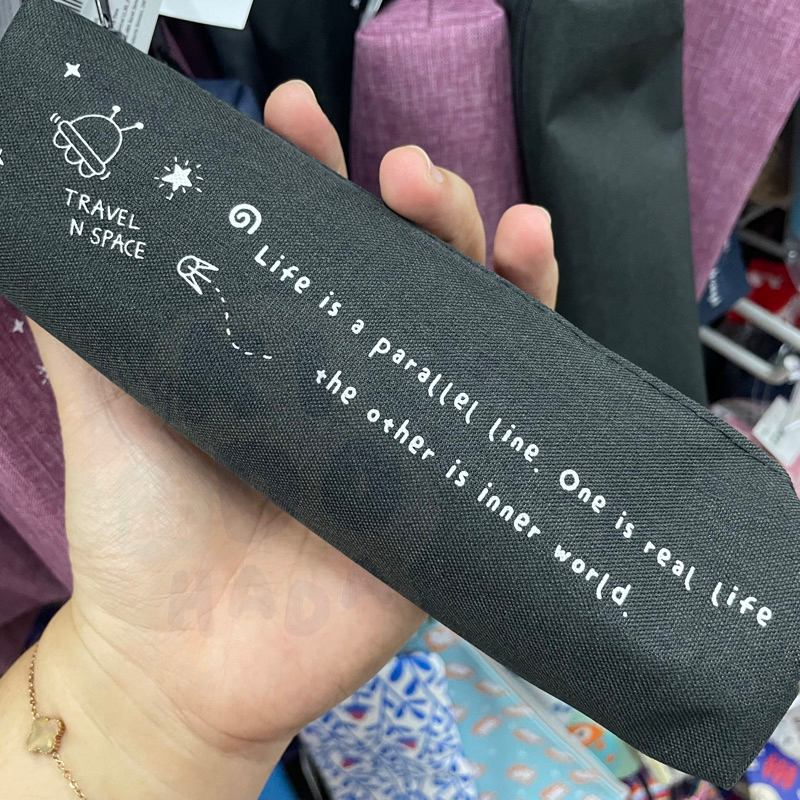 TRAVEL
N SPACE
Life is a parallel line. One is real life
the other is inner world.